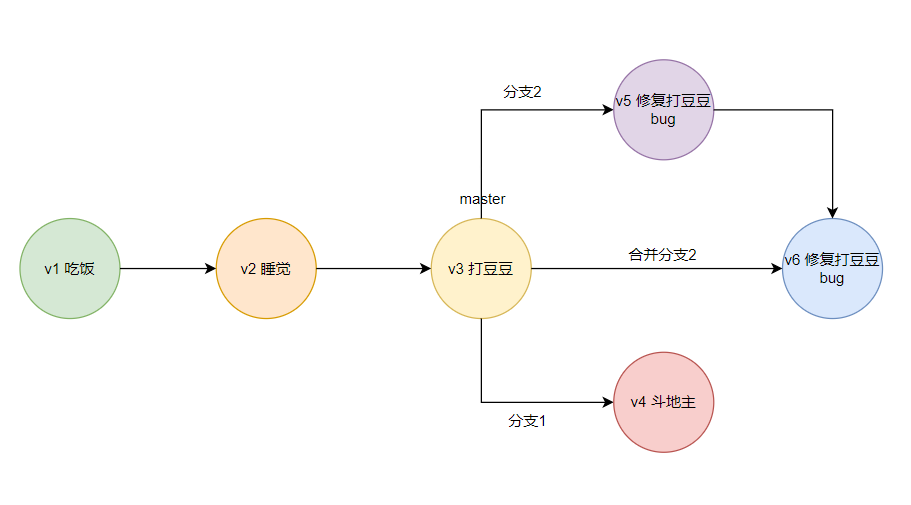 分支2
v5 修复打豆豆
bug
master
v1 吃饭
v2 睡觉
v3 打豆豆
合并分支2
v6 修复打豆豆
bug
v4 斗地主
分支1